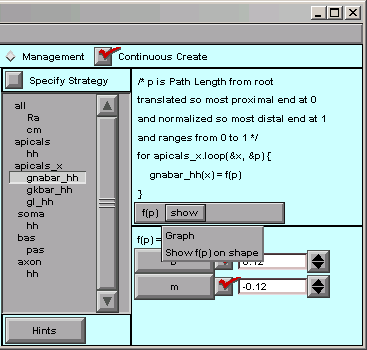 Management Continuous Create
Specify Strategy
all
Ra
cm
apicals
hh
apicals_x
gnabar_hh
gkbar_hh
gl_hh
soma
hh
bas
pas
axon
hh
Hints
/* p is Path Length from root
translated so most proximal end at 0
and normalized so most distal end at 1
and ranges from 0 to 1 */
for apicals_x.loop(&x, &p) {
gnabar_hh(x) = f(p)
}
f(p) show
Graph
Show f(p) on shape
f(p) =
0.12
m -0.12